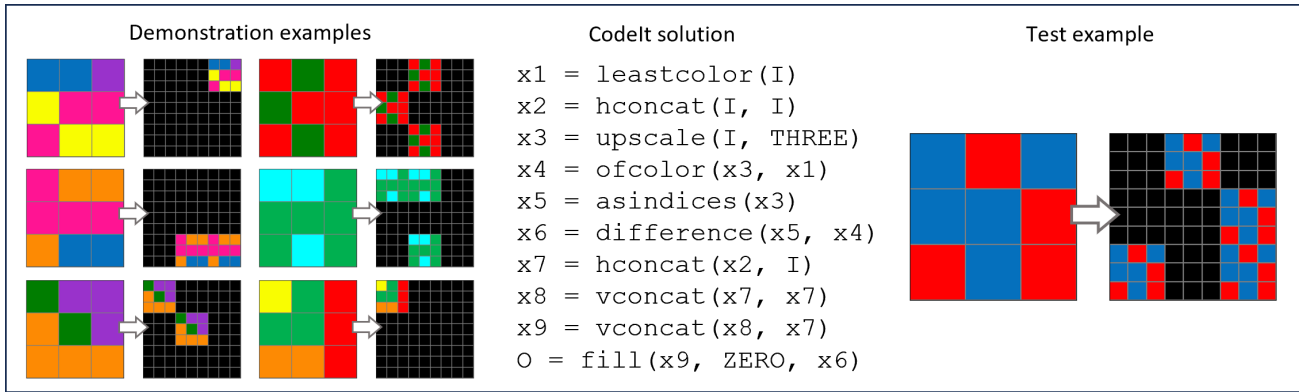 Demonstration examples
CodeIt solution
Test example
x1 = leastcolor(I)
x2 = hconcat(I, I)
x3 = upscale(I, THREE)
x4 = ofcolor(x3, x1)
x5 = asindices(x3)
x6 = difference(x5, x4)
x7 = hconcat(x2, I)
x8 = vconcat(x7, x7)
x9 = vconcat(x8, x7)
O = fill(x9, ZERO, x6)